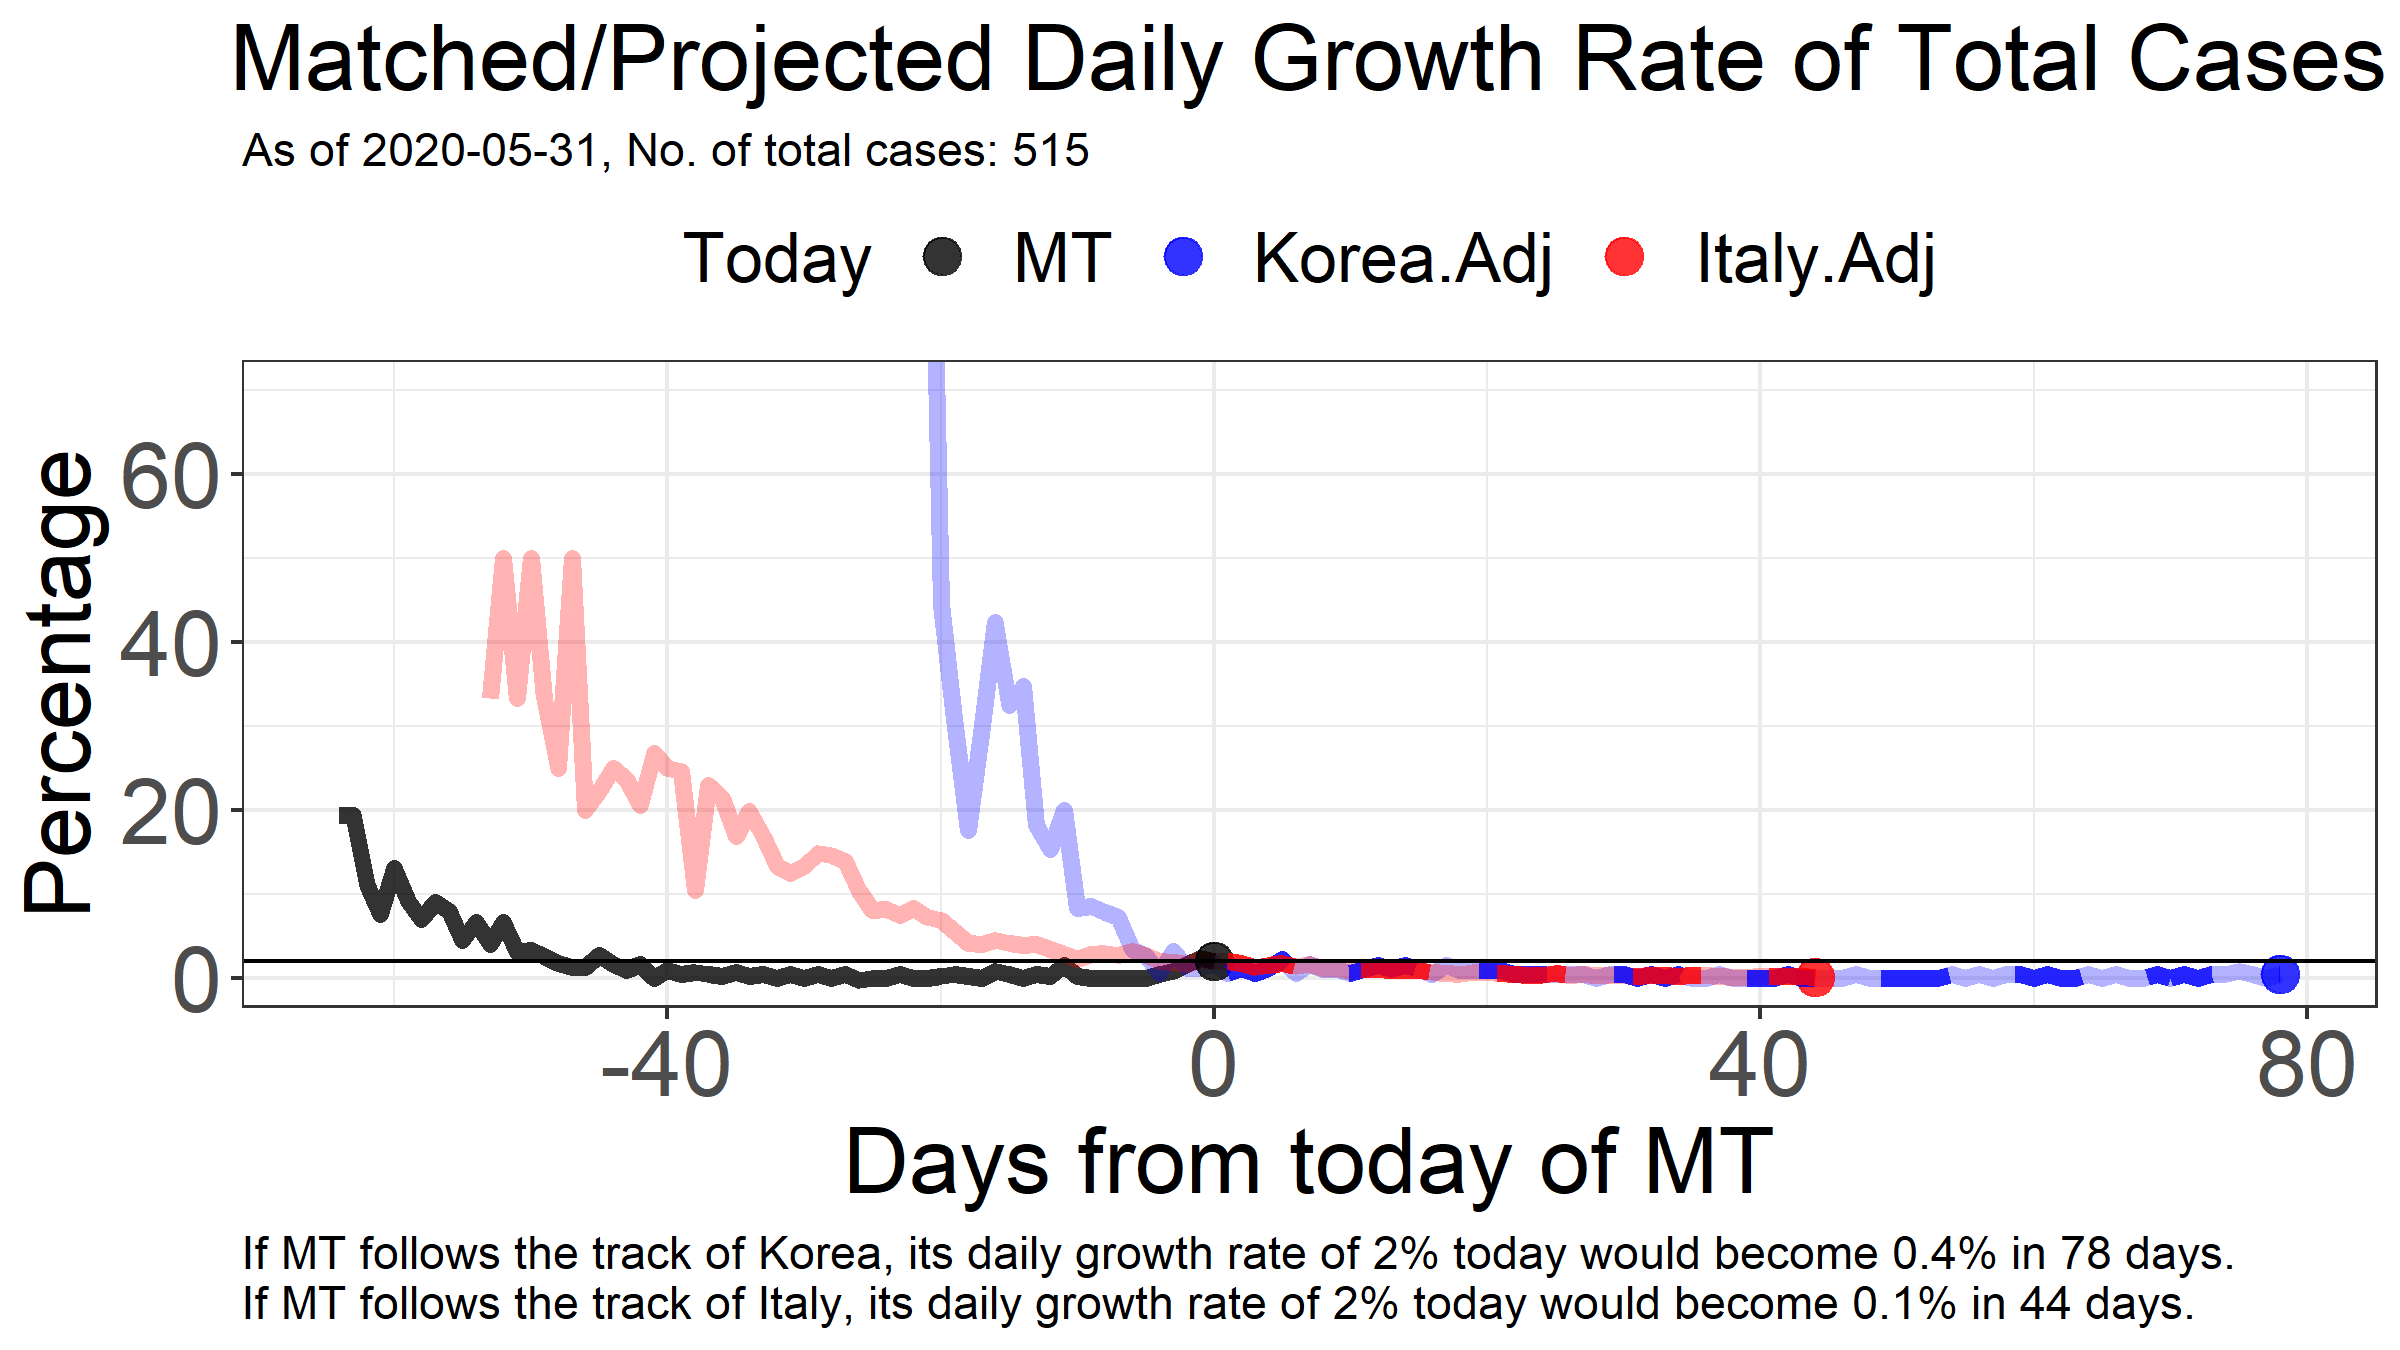 Matched/Projected Daily Growth Rate of Total Cases
As of 2020-05-31, No. of total cases: 515
Today MT Korea.Adj Italy.Adj
Percentage
60
40
20
0
-40 0 40 80
Days from today of MT
If MT follows the track of Korea, its daily growth rate of 2% today would become 0.4% in 78 days.
If MT follows the track of Italy, its daily growth rate of 2% today would become 0.1% in 44 days.